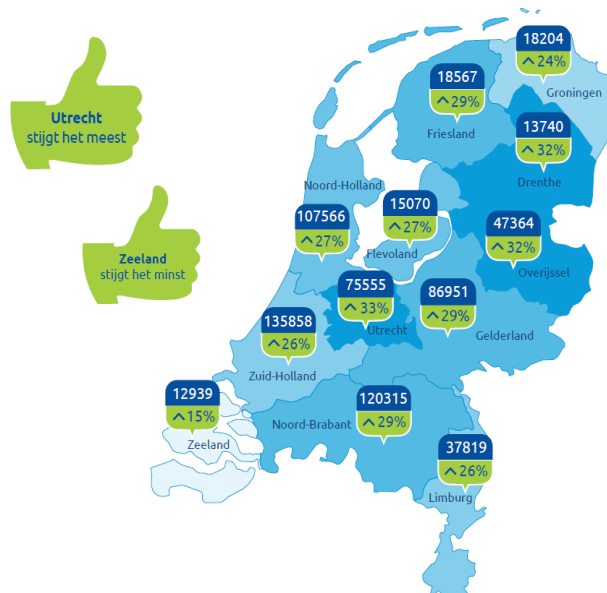 Utrecht
stijgt het meest
Zeeland
stijgt het minst
18204
24%
Groningen
18567
29%
Friesland
13740
32%
Drenthe
Noord-Holland
107566
27%
15070
27%
Flevoland
47364
32%
Overijssel
75555
33%
Utrecht
86951
29%
Gelderland
135858
26%
Zuid-Holland
12939
15%
Zeeland
120315
29%
Noord-Brabant
37819
26%
Limburg